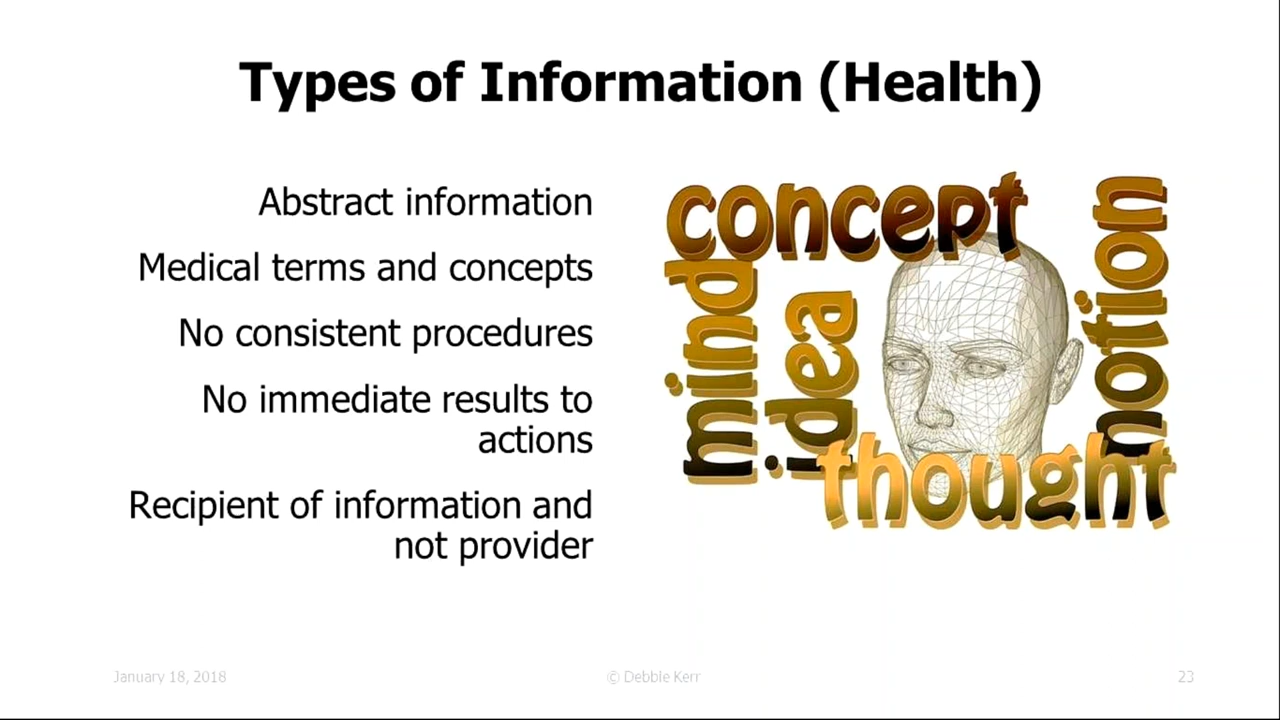 Types of Information (Health)
Abstract information
Medical terms and concepts
No consistent procedures
No immediate results to
actions
Recipient of information and
not provider
concept
mind
idea
notion
thought
January 18, 2018
© Debbie Kerr
23